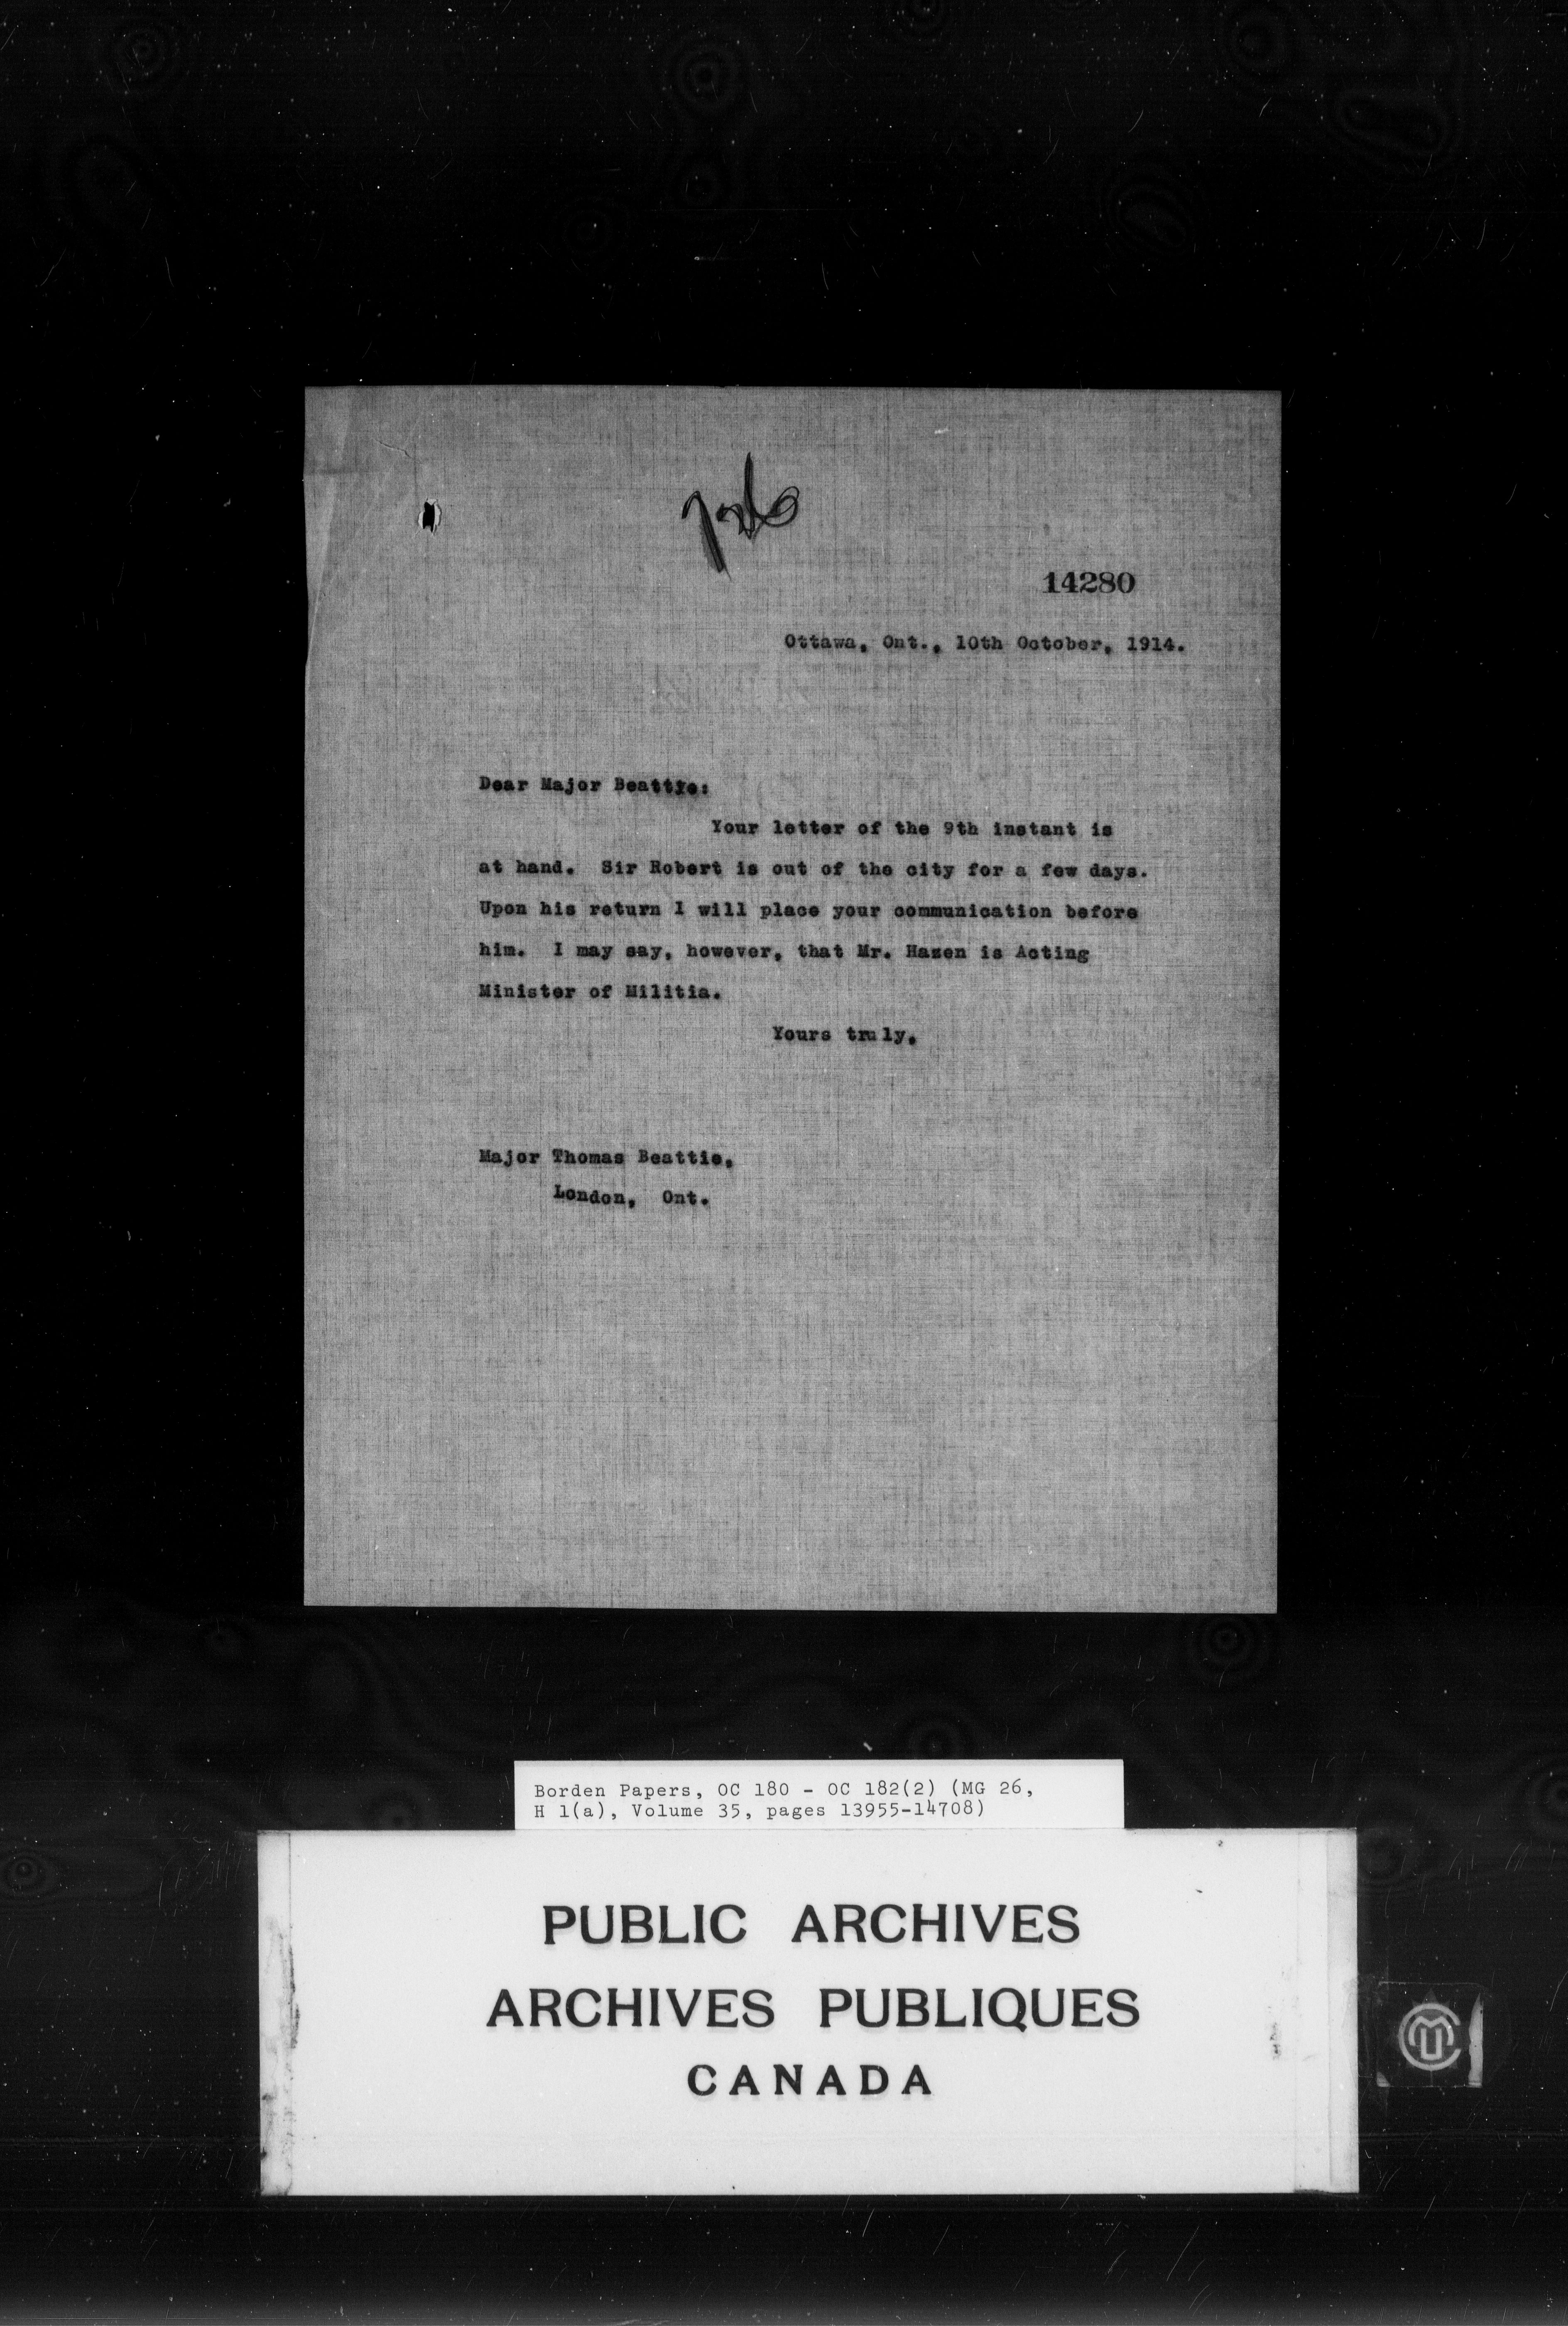 726
14280
Ottawa, Ont., 10th October, 1914.
Dear Major Beattie:
Your letter of the 9th instant is
at hand. Sir Robert is out of the city for a few days.
Upon his return I will place your communication before
him. I may say, however, that Mr. Hazen is Acting
Minister of Militia.
Yours truly,
Major Thomas Beattie,
London, Ont.
Borden Papers, OC 180 - OC 182(2) (MG 26,
H 1(a), Volume 35, pages 13955-14708)
PUBLIC ARCHIVES
ARCHIVES PUBLIQUES
CANADA